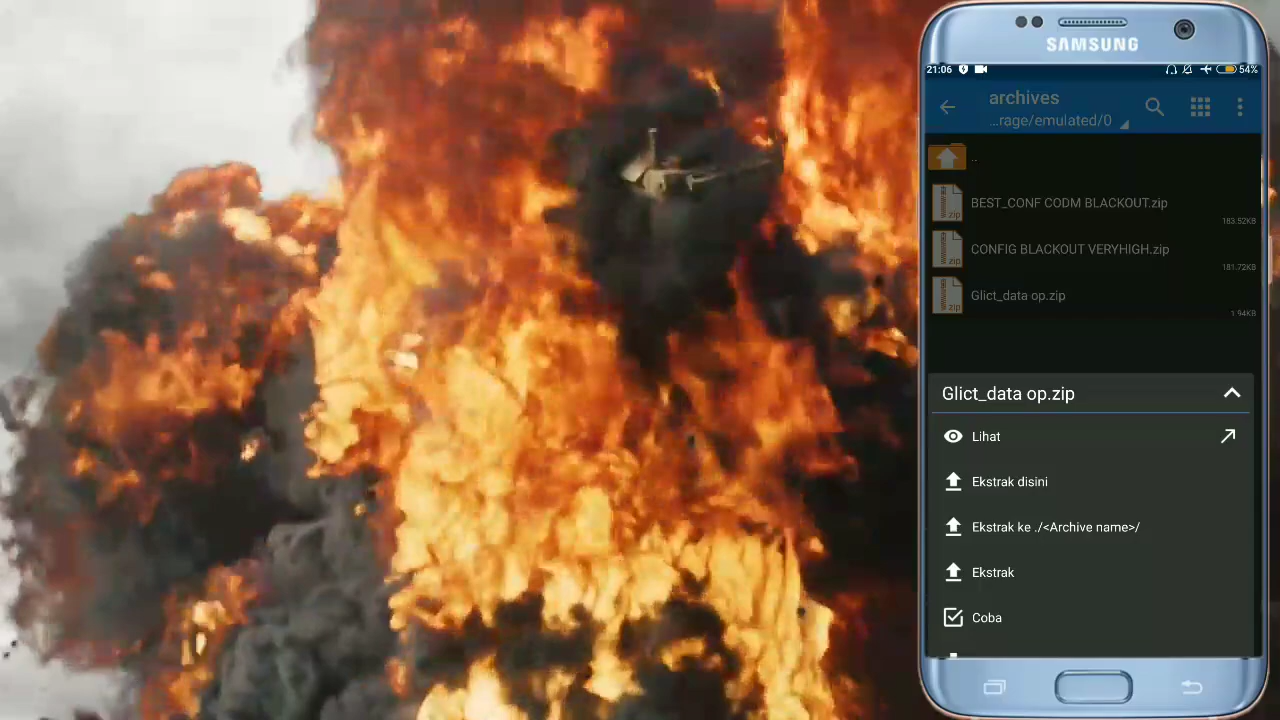 SAMSUNG
21:06
54%
archives
...rage/emulated/0
..
BEST_CONF CODM BLACKOUT.zip
183.52KB
CONFIG BLACKOUT VERYHIGH.zip
181.72KB
Glict_data op.zip
1.94KB
Glict_data op.zip
Lihat
Ekstrak disini
Ekstrak ke ./<Archive name>/
Ekstrak
Coba